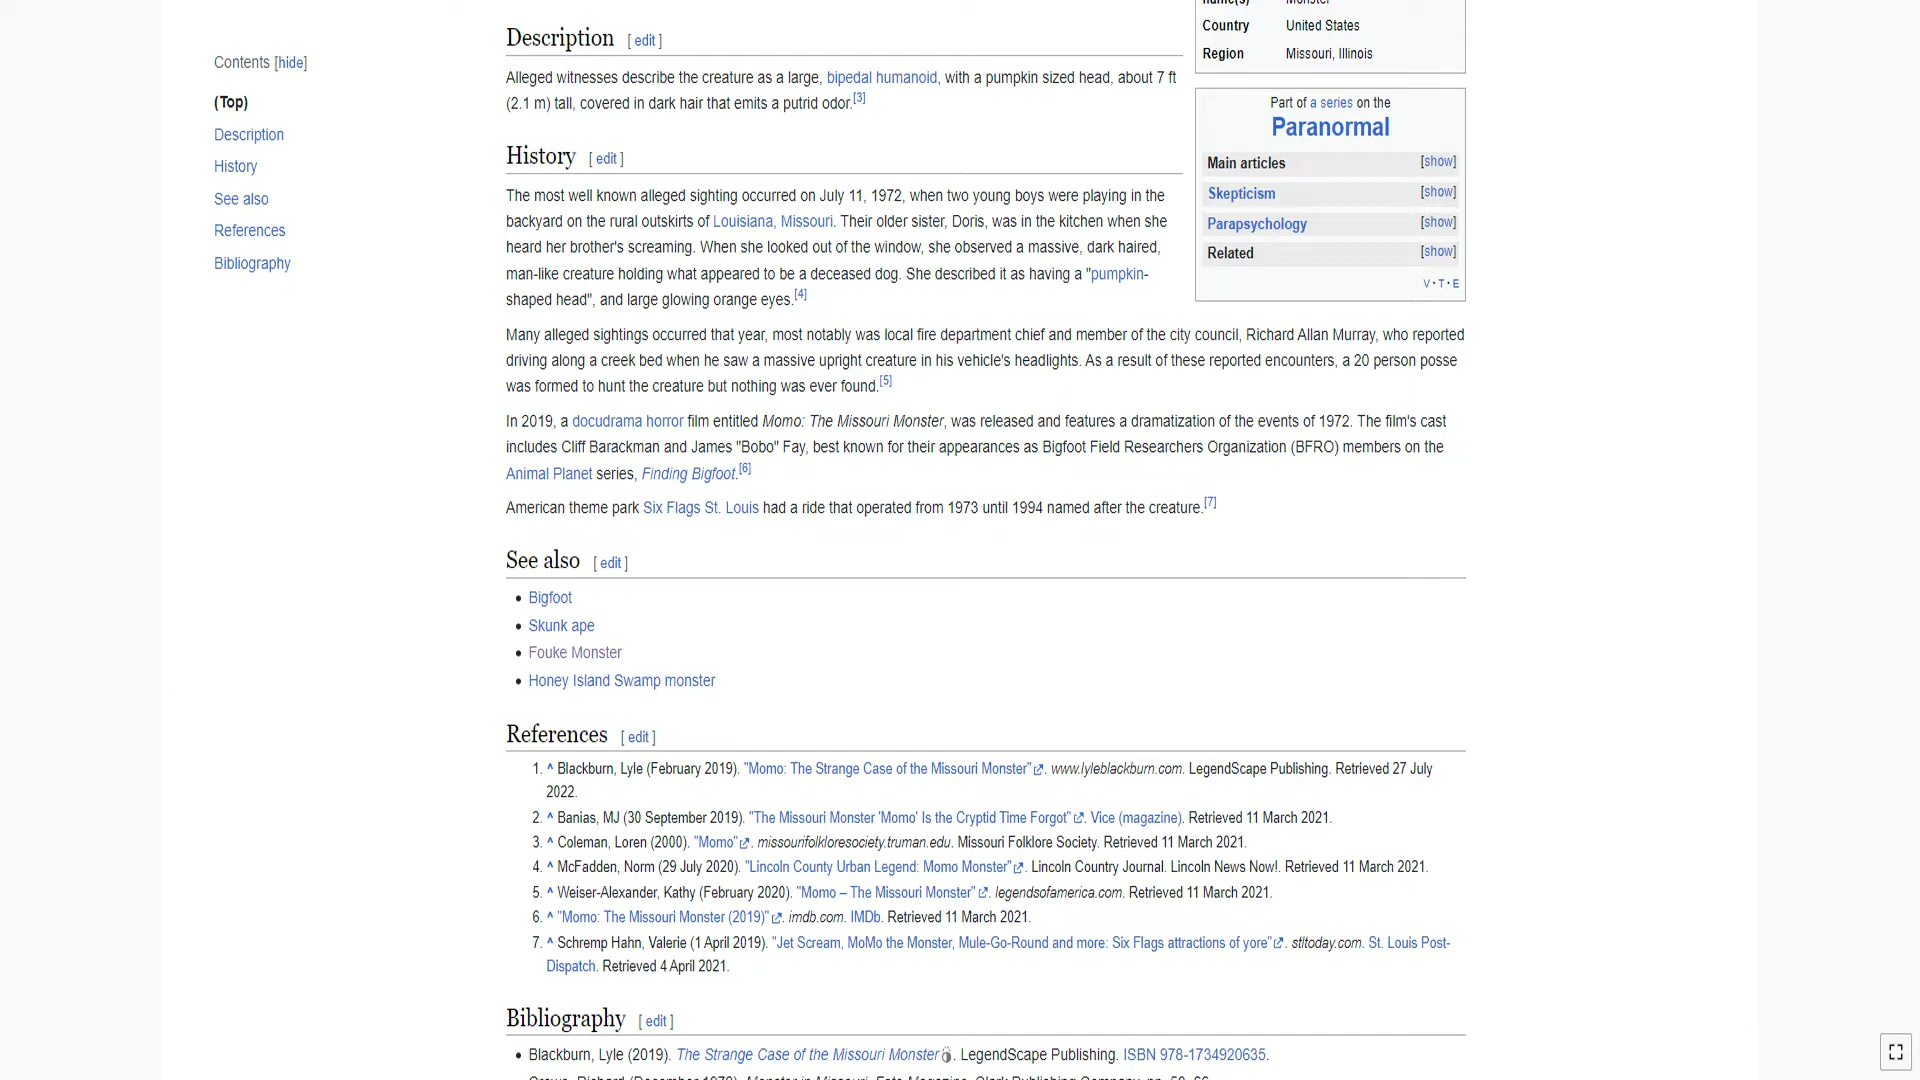 Contents [hide]
(Top)
Description
History
See also
References
Bibliography
Description [ edit ]
Alleged witnesses describe the creature as a large, bipedal humanoid, with a pumpkin sized head, about 7 ft
(2.1 m) tall, covered in dark hair that emits a putrid odor.[3]
History [ edit ]
The most well known alleged sighting occurred on July 11, 1972, when two young boys were playing in the
backyard on the rural outskirts of Louisiana, Missouri. Their older sister, Doris, was in the kitchen when she
heard her brother's screaming. When she looked out of the window, she observed a massive, dark haired,
man-like creature holding what appeared to be a deceased dog. She described it as having a "pumpkin-
shaped head", and large glowing orange eyes.[4]
Many alleged sightings occurred that year, most notably was local fire department chief and member of the city council, Richard Allan Murray, who reported
driving along a creek bed when he saw a massive upright creature in his vehicle's headlights. As a result of these reported encounters, a 20 person posse
was formed to hunt the creature but nothing was ever found.[5]
In 2019, a docudrama horror film entitled Momo: The Missouri Monster, was released and features a dramatization of the events of 1972. The film's cast
includes Cliff Barackman and James "Bobo" Fay, best known for their appearances as Bigfoot Field Researchers Organization (BFRO) members on the
Animal Planet series, Finding Bigfoot.[6]
American theme park Six Flags St. Louis had a ride that operated from 1973 until 1994 named after the creature.[7]
name(s) Monster
Country United States
Region Missouri, Illinois
Part of a series on the
Paranormal
Main articles [show]
Skepticism [show]
Parapsychology [show]
Related [show]
V · T · E
See also [ edit ]
• Bigfoot
• Skunk ape
• Fouke Monster
• Honey Island Swamp monster
References [ edit ]
1. ^ Blackburn, Lyle (February 2019). "Momo: The Strange Case of the Missouri Monster". www.lyleblackburn.com. LegendScape Publishing. Retrieved 27 July
2022.
2. ^ Banias, MJ (30 September 2019). "The Missouri Monster 'Momo' Is the Cryptid Time Forgot". Vice (magazine). Retrieved 11 March 2021.
3. ^ Coleman, Loren (2000). "Momo". missourifolkloresociety.truman.edu. Missouri Folklore Society. Retrieved 11 March 2021.
4. ^ McFadden, Norm (29 July 2020). "Lincoln County Urban Legend: Momo Monster". Lincoln Country Journal. Lincoln News Now!. Retrieved 11 March 2021.
5. ^ Weiser-Alexander, Kathy (February 2020). "Momo – The Missouri Monster". legendsofamerica.com. Retrieved 11 March 2021.
6. ^ "Momo: The Missouri Monster (2019)". imdb.com. IMDb. Retrieved 11 March 2021.
7. ^ Schremp Hahn, Valerie (1 April 2019). "Jet Scream, MoMo the Monster, Mule-Go-Round and more: Six Flags attractions of yore". stltoday.com. St. Louis Post-
Dispatch. Retrieved 4 April 2021.
Bibliography [ edit ]
• Blackburn, Lyle (2019). The Strange Case of the Missouri Monster. LegendScape Publishing. ISBN 978-1734920635.